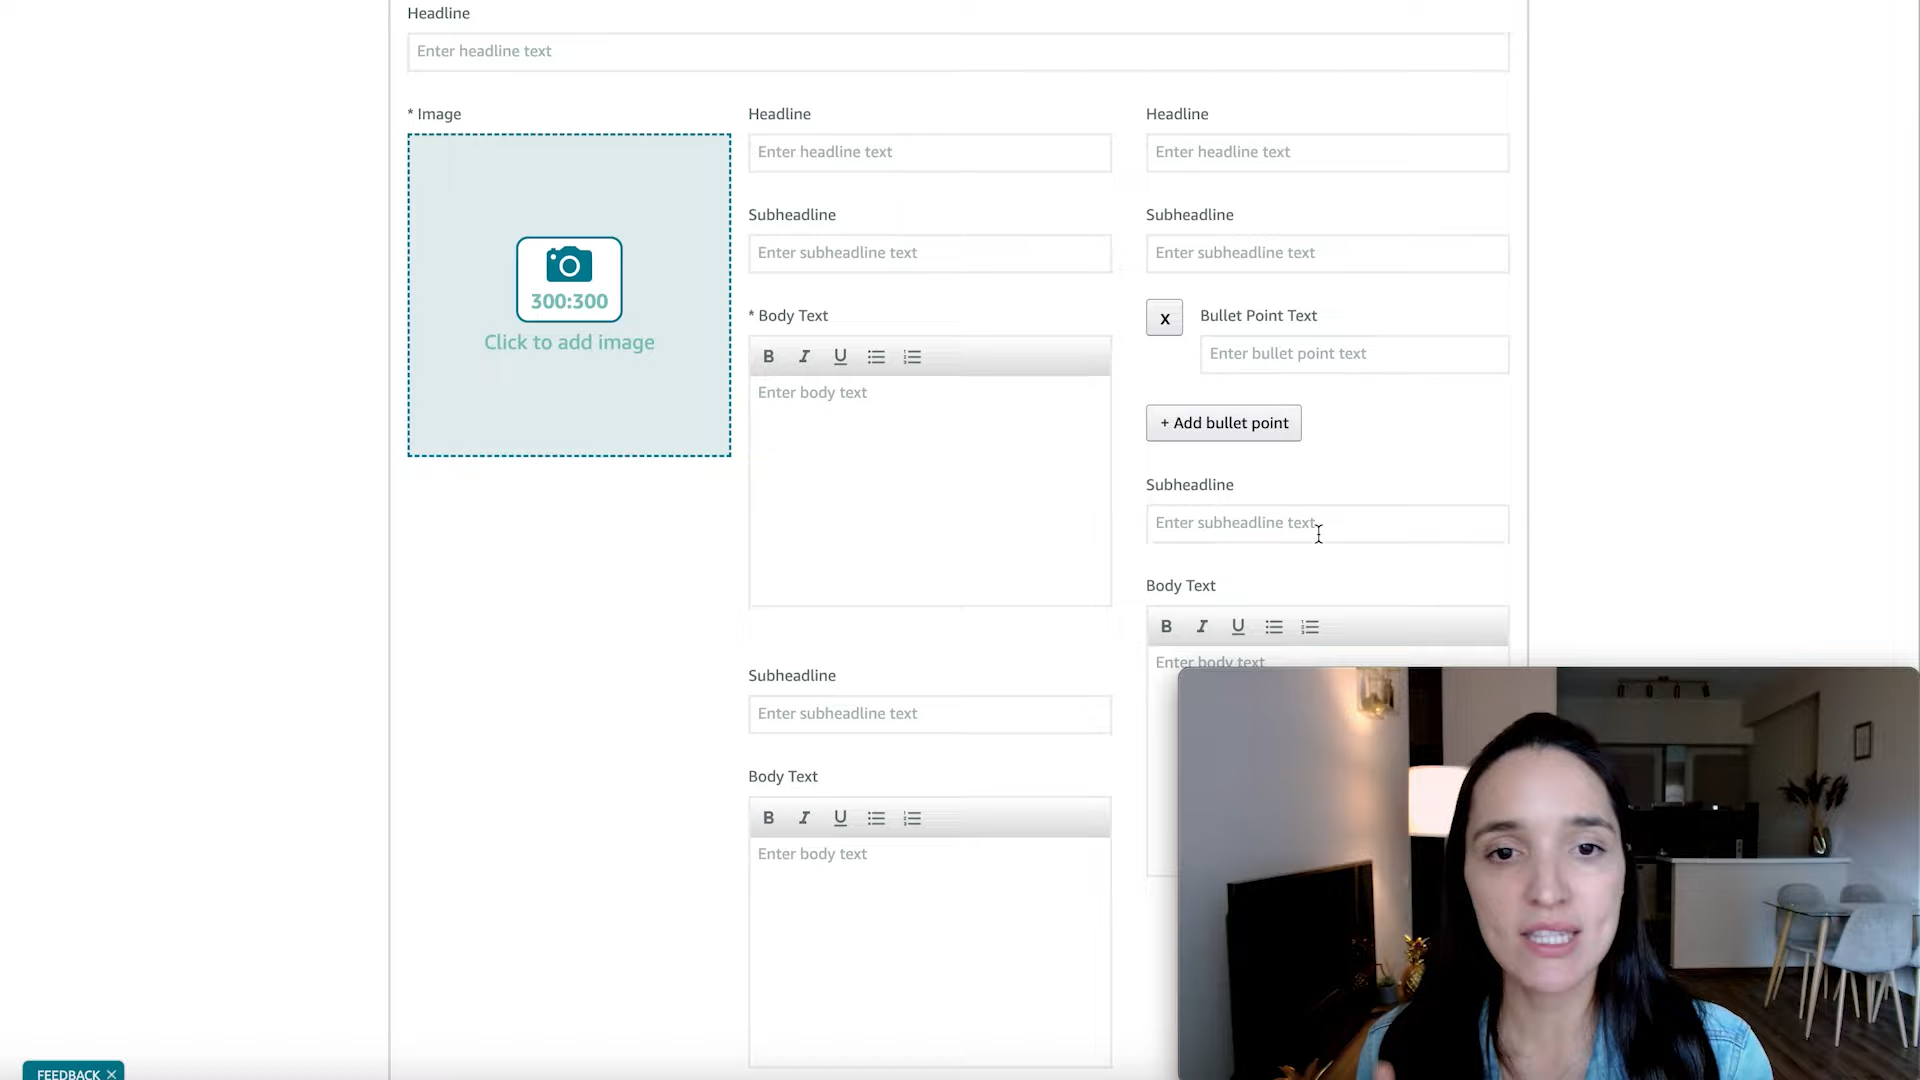 Headline
Enter headline text
* Image
300:300
Click to add image
Headline
Enter headline text
Subheadline
Enter subheadline text
* Body Text
B I U
Enter body text
Subheadline
Enter subheadline text
Body Text
B I U
Enter body text
Headline
Enter headline text
Subheadline
Enter subheadline text
x
Bullet Point Text
Enter bullet point text
+ Add bullet point
Subheadline
Enter subheadline text
Body Text
B I U
Enter body text
FEEDBACK X